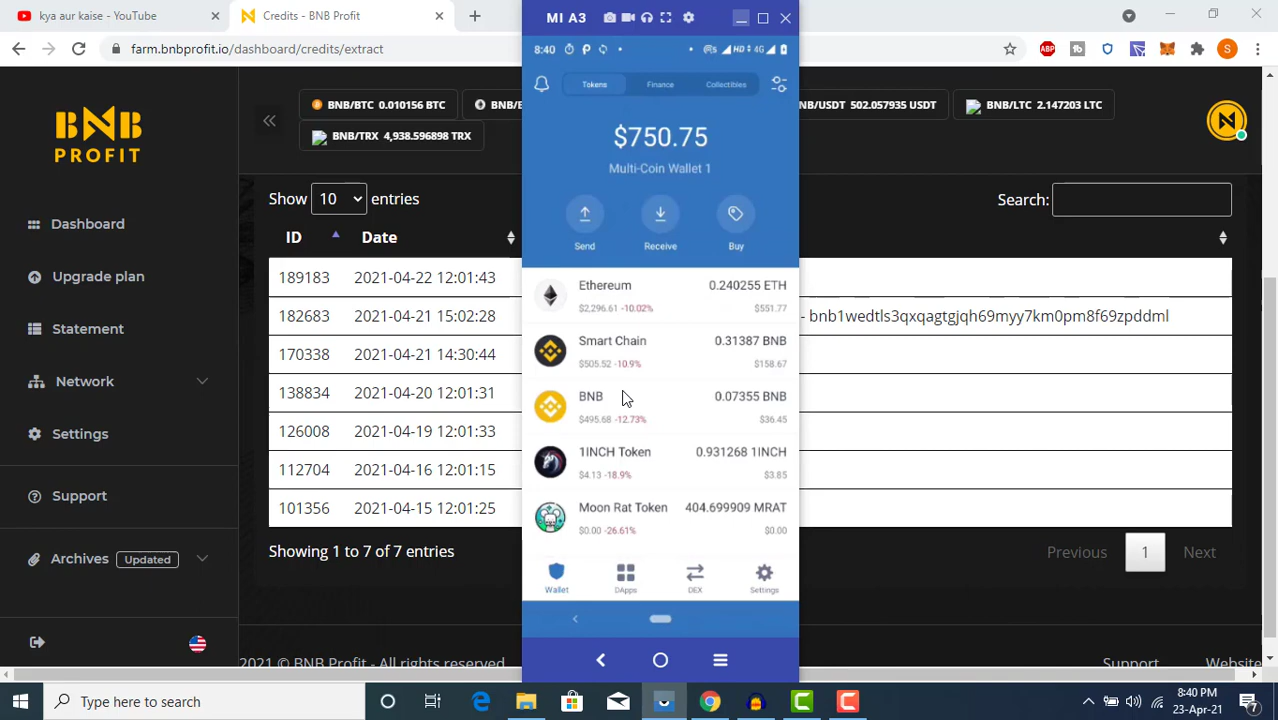 kya aur kaise - YouTube
Credits - BNB Profit
farm.bnbprofit.io/dashboard/credits/extract
ABP
S
BNB
PROFIT
Dashboard
Upgrade plan
Statement
Network
Settings
Support
Archives Updated
BNB/BTC 0.010156 BTC
BNB/USDT 502.057935 USDT
BNB/LTC 2.147203 LTC
BNB/TRX 4,938.596898 TRX
Show 10 entries
Search:
ID Date
189183 2021-04-22 12:01:43
182683 2021-04-21 15:02:28 - bnb1wedtls3qxqagtgjqh69myy7km0pm8f69zpddml
170338 2021-04-21 14:30:44
138834 2021-04-20 12:01:31
126008 2021-04-19 12:01:33
112704 2021-04-16 12:01:15
101356 2021-04-15 12:01:25
Showing 1 to 7 of 7 entries
Previous 1 Next
2021 © BNB Profit
Support Website
MI A3
8:40
HD 4G
Tokens Finance Collectibles
$750.75
Multi-Coin Wallet 1
Send Receive Buy
Ethereum 0.240255 ETH
$2,296.61 -10.02% $551.77
Smart Chain 0.31387 BNB
$505.52 -10.9% $158.67
BNB 0.07355 BNB
$495.68 -12.73% $36.45
1INCH Token 0.931268 1INCH
$4.13 -18.9% $3.85
Moon Rat Token 404.699909 MRAT
$0.00 -26.61% $0.00
Wallet DApps DEX Settings
Type here to search
8:40 PM
23-Apr-21
7